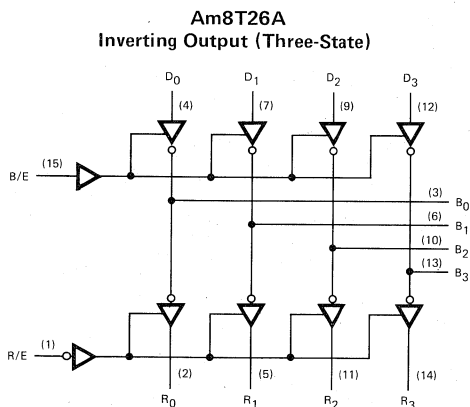 Am8T26A
Inverting Output (Three-State)
D0 D1 D2 D3
(4) (7) (9) (12)
B/E (15)
(3) B0
(6) B1
(10) B2
(13) B3
R/E (1)
(2) (5) (11) (14)
R0 R1 R2 R3